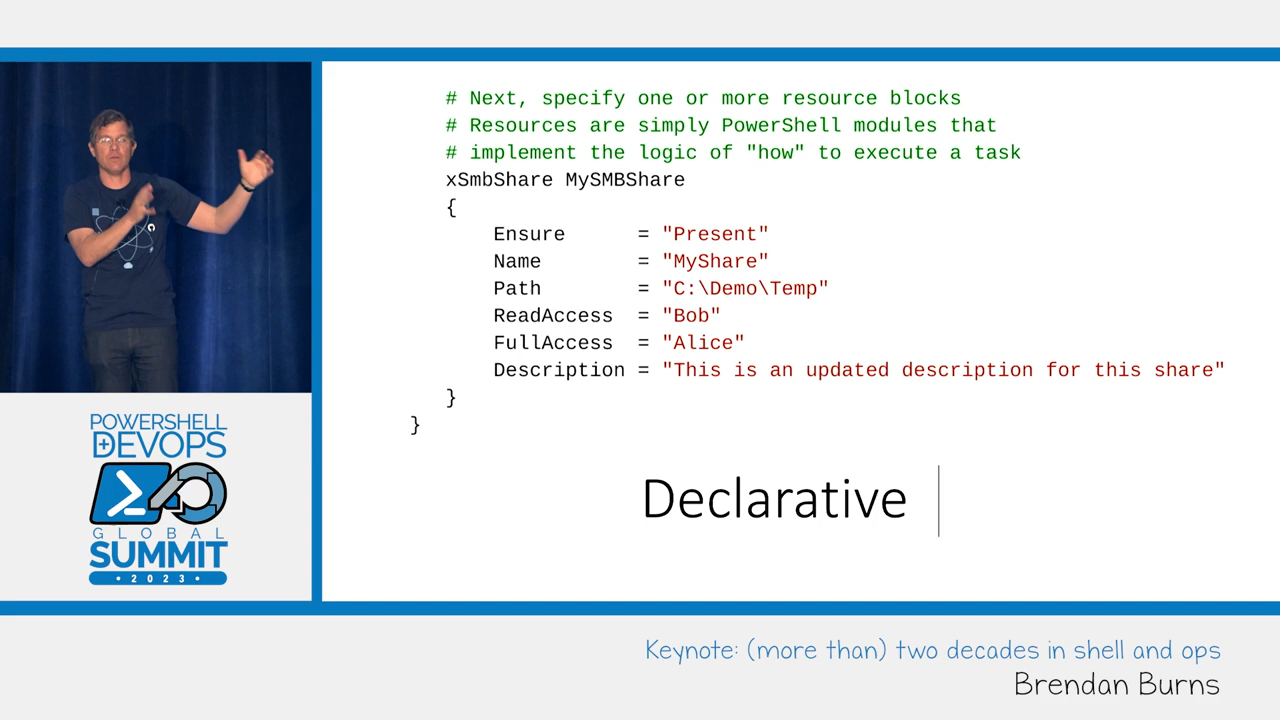 # Next, specify one or more resource blocks
# Resources are simply PowerShell modules that
# implement the logic of "how" to execute a task
xSmbShare MySMBShare
{
Ensure = "Present"
Name = "MyShare"
Path = "C:\Demo\Temp"
ReadAccess = "Bob"
FullAccess = "Alice"
Description = "This is an updated description for this share"
}
}
Declarative
POWERSHELL
DEVOPS
GLOBAL
SUMMIT
• 2023 •
Keynote: (more than) two decades in shell and ops
Brendan Burns